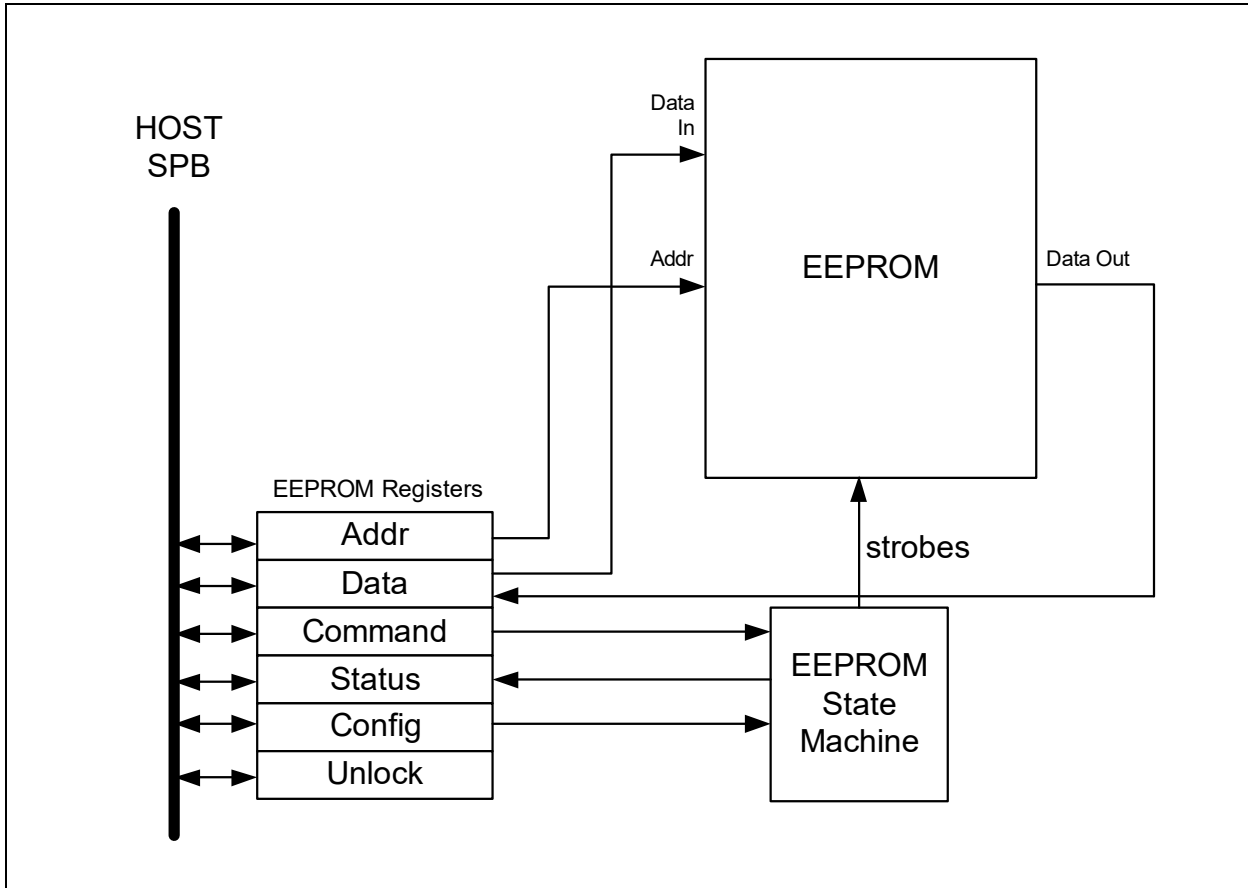 HOST
SPB
Data
In
Addr
EEPROM
Data Out
strobes
EEPROM Registers
Addr
Data
Command
Status
Config
Unlock
EEPROM
State
Machine